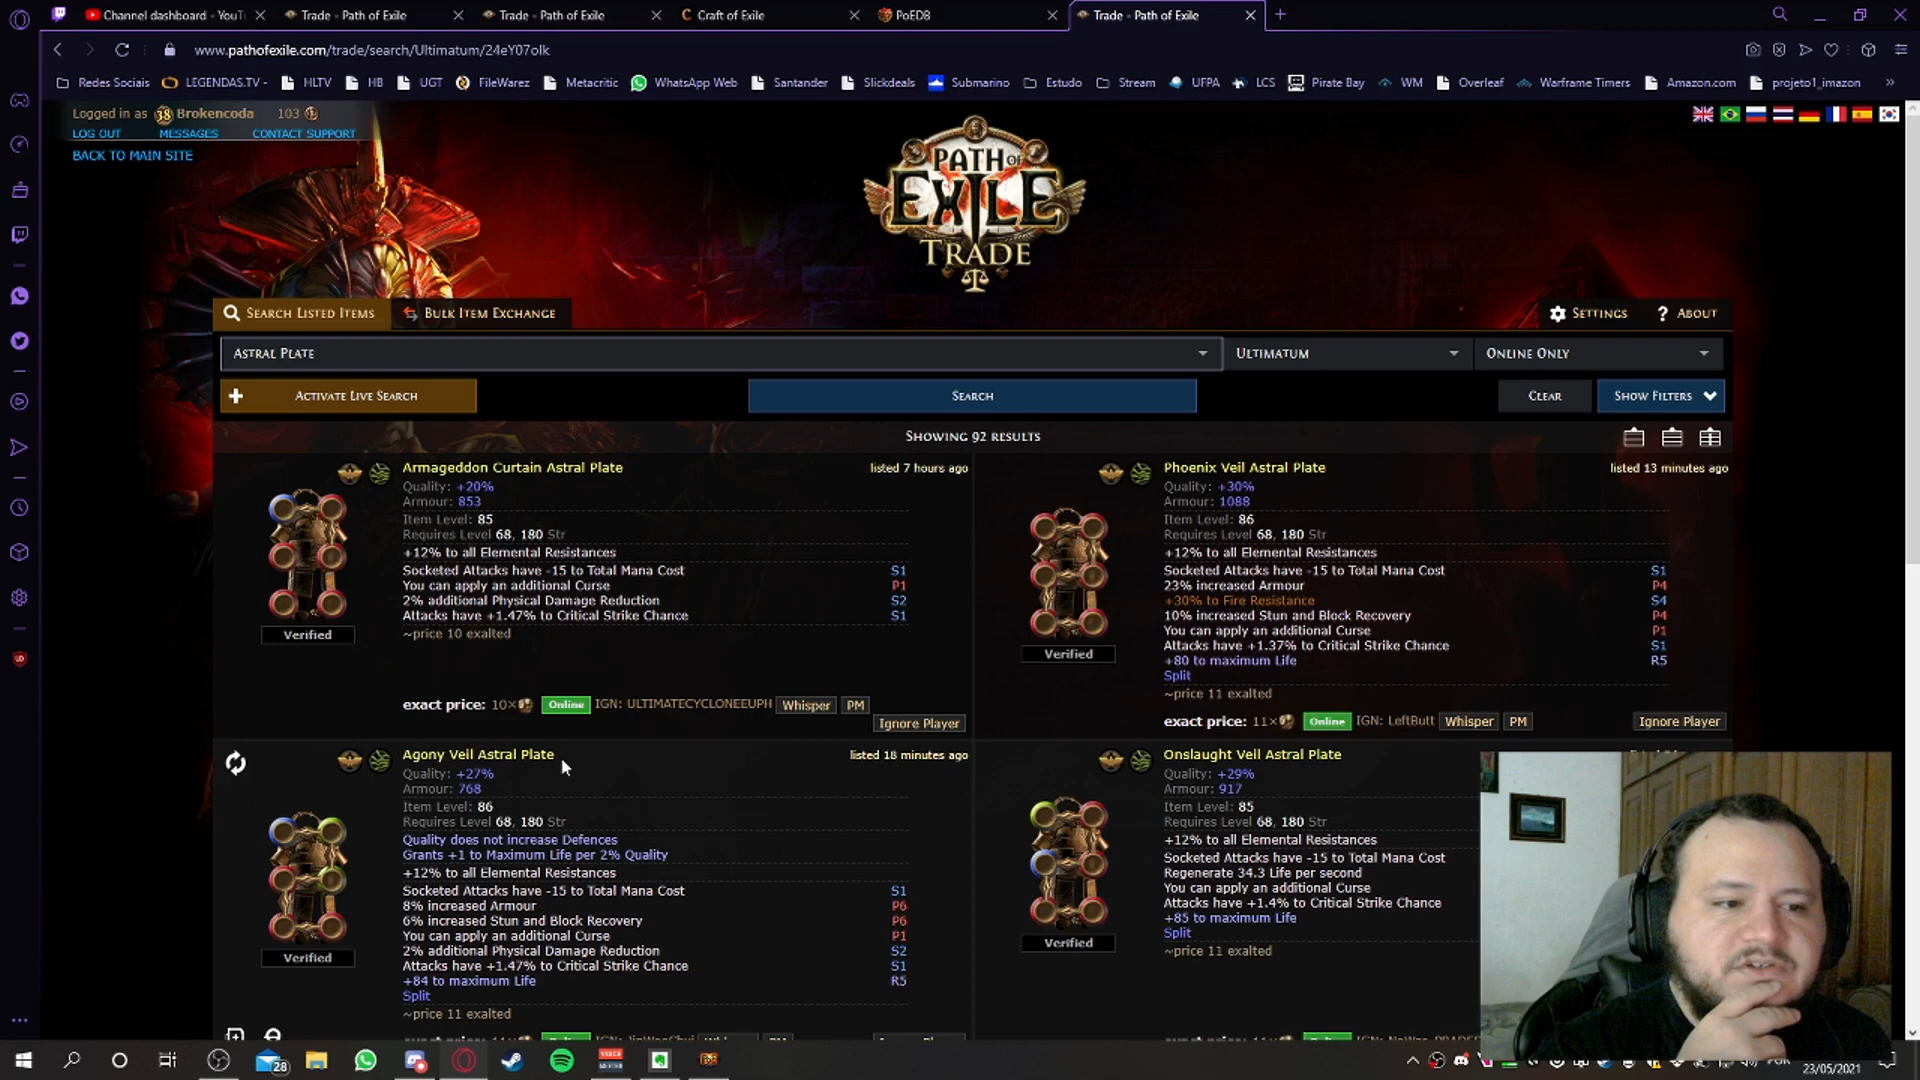 Channel dashboard - YouT
Trade - Path of Exile
Trade - Path of Exile
Craft of Exile
PoEDB
Trade - Path of Exile
www.pathofexile.com/trade/search/Ultimatum/24eY07olk
Redes Sociais
LEGENDAS.TV -
HLTV
HB
UGT
FileWarez
Metacritic
WhatsApp Web
Santander
Slickdeals
Submarino
Estudo
Stream
UFPA
LCS
Pirate Bay
WM
Overleaf
Warframe Timers
Amazon.com
projeto1_imazon
Logged in as Brokencoda 103
LOG OUT MESSAGES CONTACT SUPPORT
BACK TO MAIN SITE
PATH OF
EXILE
TRADE
SEARCH LISTED ITEMS
BULK ITEM EXCHANGE
SETTINGS
? ABOUT
ASTRAL PLATE
ULTIMATUM
ONLINE ONLY
+ ACTIVATE LIVE SEARCH
SEARCH
CLEAR
SHOW FILTERS
SHOWING 92 RESULTS
Armageddon Curtain Astral Plate
listed 7 hours ago
Quality: +20%
Armour: 853
Item Level: 85
Requires Level 68, 180 Str
+12% to all Elemental Resistances
Socketed Attacks have -15 to Total Mana Cost S1
You can apply an additional Curse P1
2% additional Physical Damage Reduction S2
Attacks have +1.47% to Critical Strike Chance S1
~price 10 exalted
Verified
exact price: 10× Online IGN: ULTIMATECYCLONEEUPH Whisper PM
Ignore Player
Phoenix Veil Astral Plate
listed 13 minutes ago
Quality: +30%
Armour: 1088
Item Level: 86
Requires Level 68, 180 Str
+12% to all Elemental Resistances
Socketed Attacks have -15 to Total Mana Cost S1
23% increased Armour P4
+30% to Fire Resistance S4
10% increased Stun and Block Recovery P4
You can apply an additional Curse P1
Attacks have +1.37% to Critical Strike Chance S1
+80 to maximum Life R5
Split
~price 11 exalted
Verified
exact price: 11× Online IGN: LeftButt Whisper PM
Ignore Player
Agony Veil Astral Plate
listed 18 minutes ago
Quality: +27%
Armour: 768
Item Level: 86
Requires Level 68, 180 Str
Quality does not increase Defences
Grants +1 to Maximum Life per 2% Quality
+12% to all Elemental Resistances
Socketed Attacks have -15 to Total Mana Cost S1
8% increased Armour P6
6% increased Stun and Block Recovery P6
You can apply an additional Curse P1
2% additional Physical Damage Reduction S2
Attacks have +1.47% to Critical Strike Chance S1
+84 to maximum Life R5
Split
~price 11 exalted
Verified
Onslaught Veil Astral Plate
Quality: +29%
Armour: 917
Item Level: 85
Requires Level 68, 180 Str
+12% to all Elemental Resistances
Socketed Attacks have -15 to Total Mana Cost
Regenerate 34.3 Life per second
You can apply an additional Curse
Attacks have +1.4% to Critical Strike Chance
+85 to maximum Life
Split
~price 11 exalted
Verified
28
23/05/2021